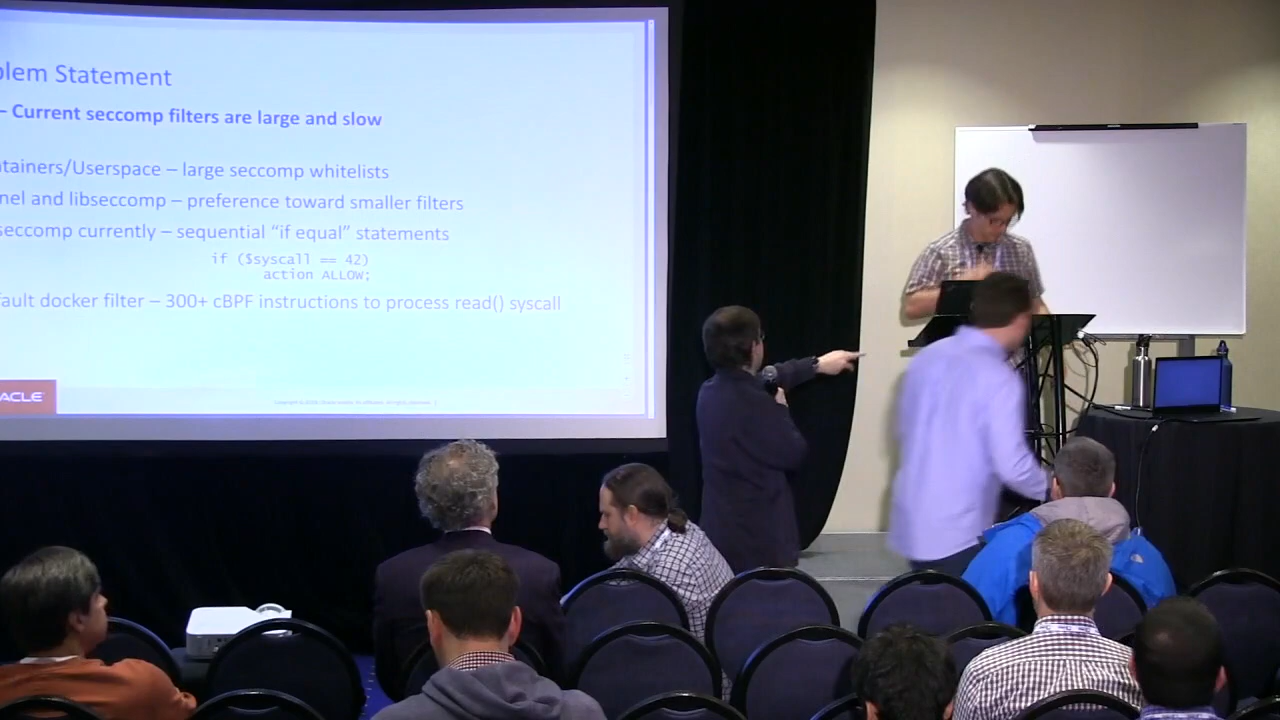 blem Statement
– Current seccomp filters are large and slow
ntainers/Userspace – large seccomp whitelists
nel and libseccomp – preference toward smaller filters
seccomp currently – sequential “if equal” statements
if ($syscall == 42)
action ALLOW;
fault docker filter – 300+ cBPF instructions to process read() syscall
ACLE